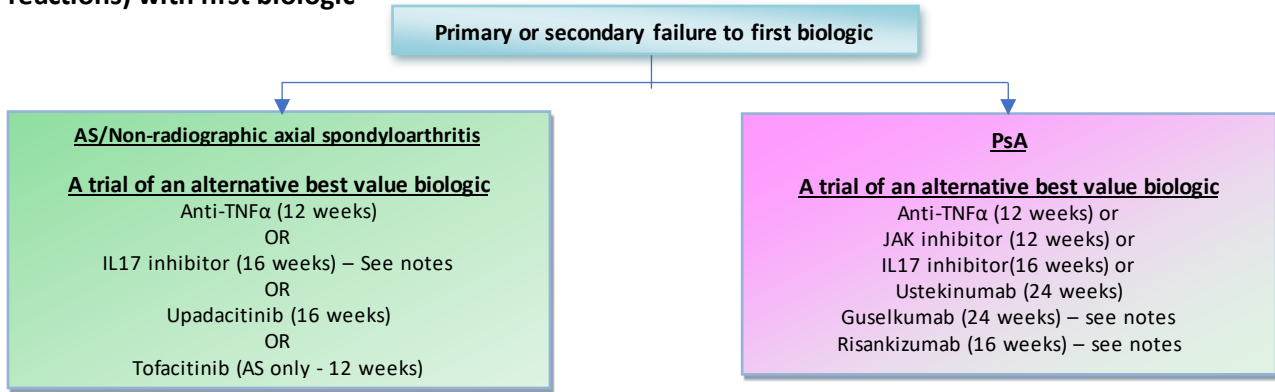 reactions) with first biologic
Primary or secondary failure to first biologic
AS/Non-radiographic axial spondyloarthritis
A trial of an alternative best value biologic
Anti-TNFα (12 weeks)
OR
IL17 inhibitor (16 weeks) – See notes
OR
Upadacitinib (16 weeks)
OR
Tofacitinib (AS only - 12 weeks)
PsA
A trial of an alternative best value biologic
Anti-TNFα (12 weeks) or
JAK inhibitor (12 weeks) or
IL17 inhibitor(16 weeks) or
Ustekinumab (24 weeks)
Guselkumab (24 weeks) – see notes
Risankizumab (16 weeks) – see notes